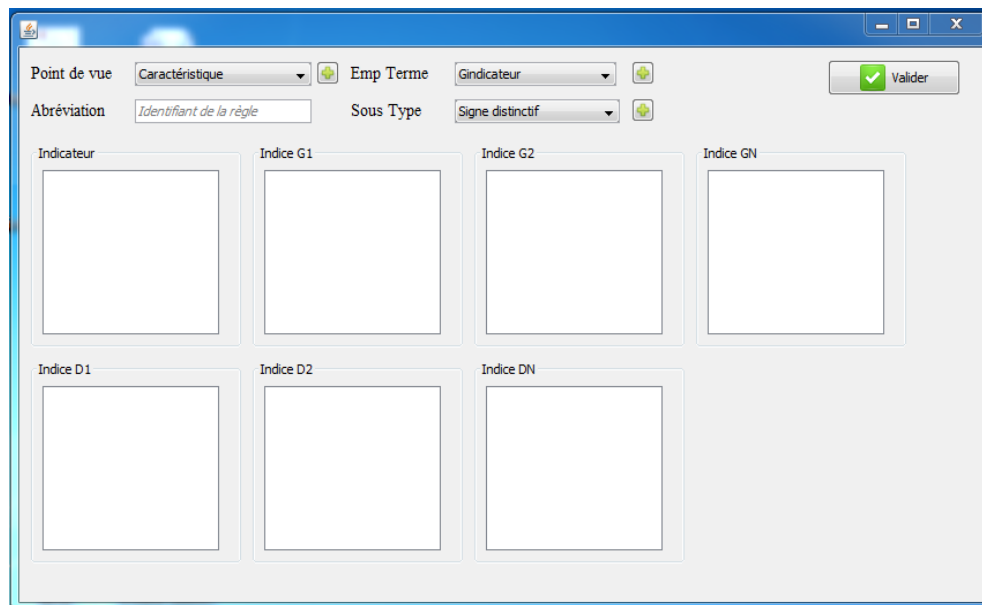 Point de vue Caractéristique Emp Terme Gindicateur Valider
Abréviation Identifiant de la règle Sous Type Signe distinctif
Indicateur Indice G1 Indice G2 Indice GN
Indice D1 Indice D2 Indice DN